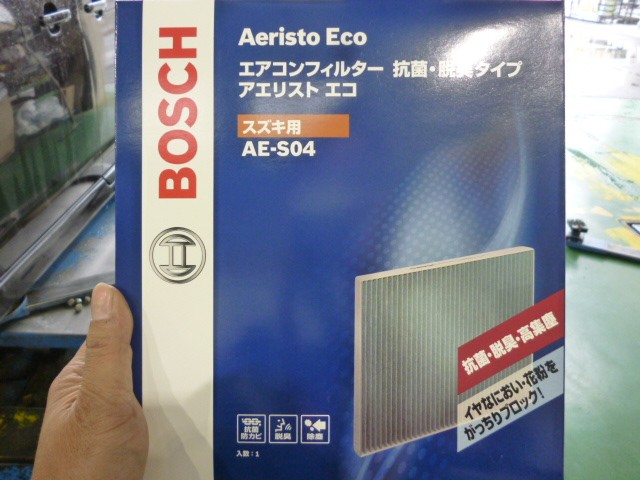 BOSCH
Aeristo Eco
エアコンフィルター 抗菌・脱臭タイプ
アエリスト エコ
スズキ用
AE-S04
抗菌・脱臭・高集塵
イヤなにおい・花粉を
がっちりブロック!
抗菌
防カビ
脱臭
除塵
入数:1